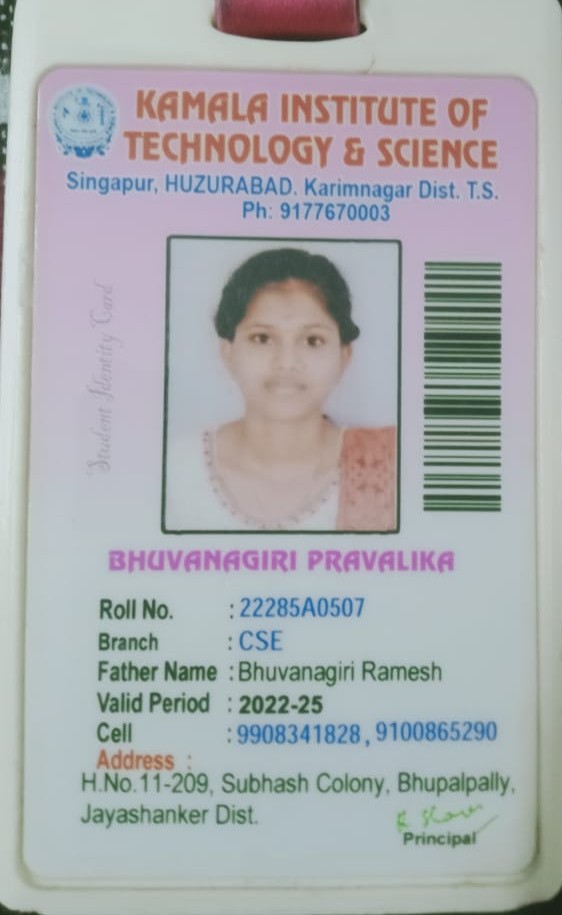 KAMALA INSTITUTE OF
TECHNOLOGY & SCIENCE
Singapur, HUZURABAD. Karimnagar Dist. T.S.
Ph: 9177670003
Student Identity Card
BHUVANAGIRI PRAVALIKA
Roll No. : 22285A0507
Branch : CSE
Father Name : Bhuvanagiri Ramesh
Valid Period : 2022-25
Cell : 9908341828, 9100865290
Address :
H.No.11-209, Subhash Colony, Bhupalpally,
Jayashanker Dist.
Principal